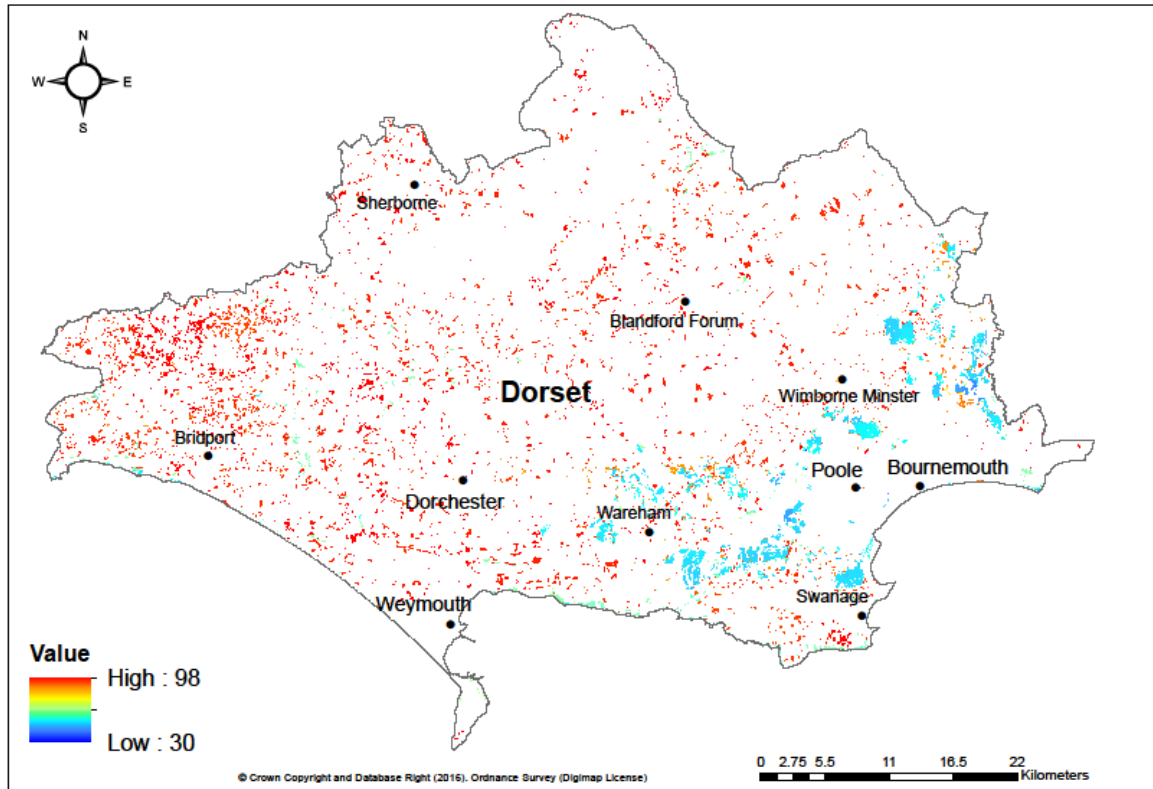 N
W E
S
Sherborne
Blandford Forum
Dorset
Wimborne Minster
Bridport
Poole
Bournemouth
Dorchester
Wareham
Swanage
Weymouth
Value
High : 98
Low : 30
© Crown Copyright and Database Right (2016). Ordnance Survey (Digimap License)
0 2.75 5.5 11 16.5 22
Kilometers